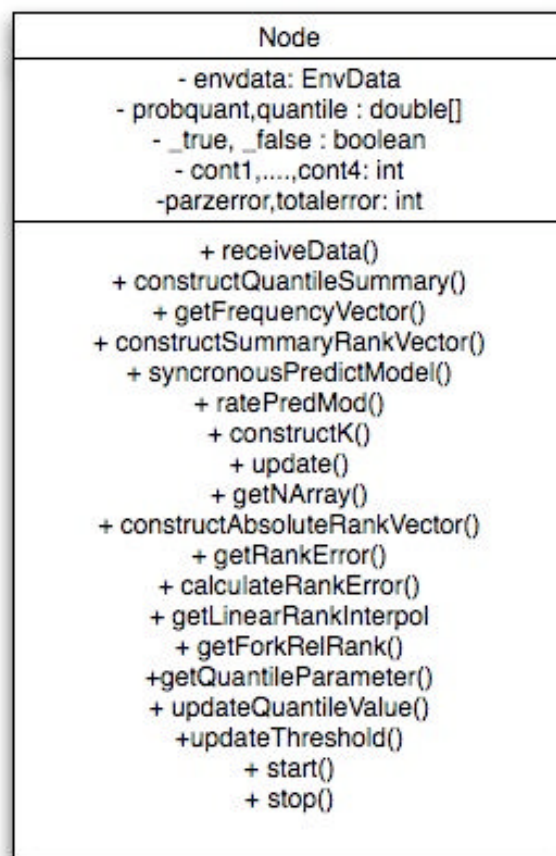 Node
- envdata: EnvData
- probquant,quantile : double[]
- _true, _false : boolean
- cont1,....,cont4: int
-parzerror,totalerror: int
+ receiveData()
+ constructQuantileSummary()
+ getFrequencyVector()
+ constructSummaryRankVector()
+ syncronousPredictModel()
+ ratePredMod()
+ constructK()
+ update()
+ getNArray()
+ constructAbsoluteRankVector()
+ getRankError()
+ calculateRankError()
+ getLinearRankInterpol
+ getForkRelRank()
+getQuantileParameter()
+ updateQuantileValue()
+updateThreshold()
+ start()
+ stop()